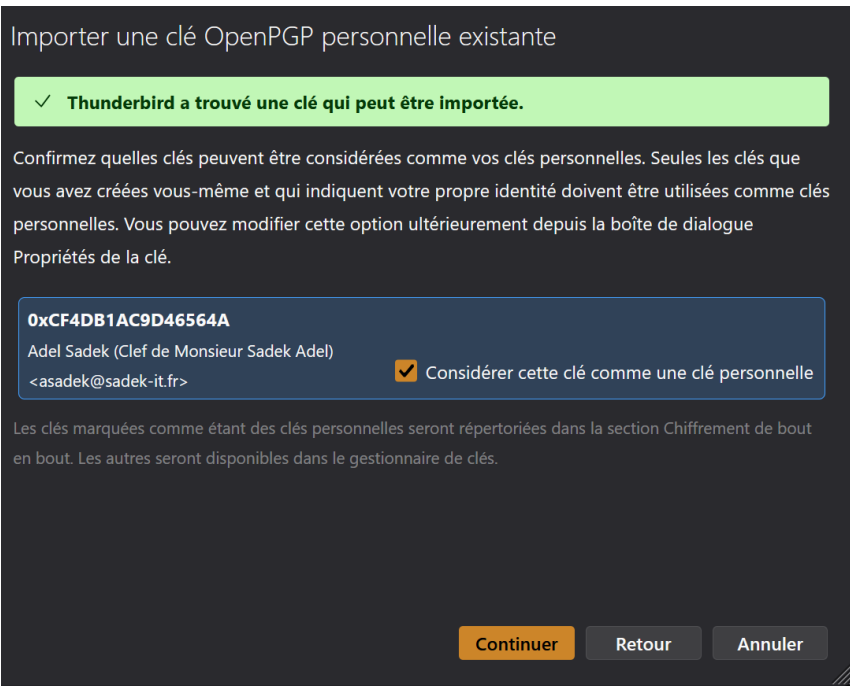 Importer une clé OpenPGP personnelle existante
Thunderbird a trouvé une clé qui peut être importée.
Confirmez quelles clés peuvent être considérées comme vos clés personnelles. Seules les clés que
vous avez créées vous-même et qui indiquent votre propre identité doivent être utilisées comme clés
personnelles. Vous pouvez modifier cette option ultérieurement depuis la boîte de dialogue
Propriétés de la clé.
0xCF4DB1AC9D46564A
Adel Sadek (Clef de Monsieur Sadek Adel)
<asadek@sadek-it.fr>
Considérer cette clé comme une clé personnelle
Les clés marquées comme étant des clés personnelles seront répertoriées dans la section Chiffrement de bout
en bout. Les autres seront disponibles dans le gestionnaire de clés.
Continuer
Retour
Annuler